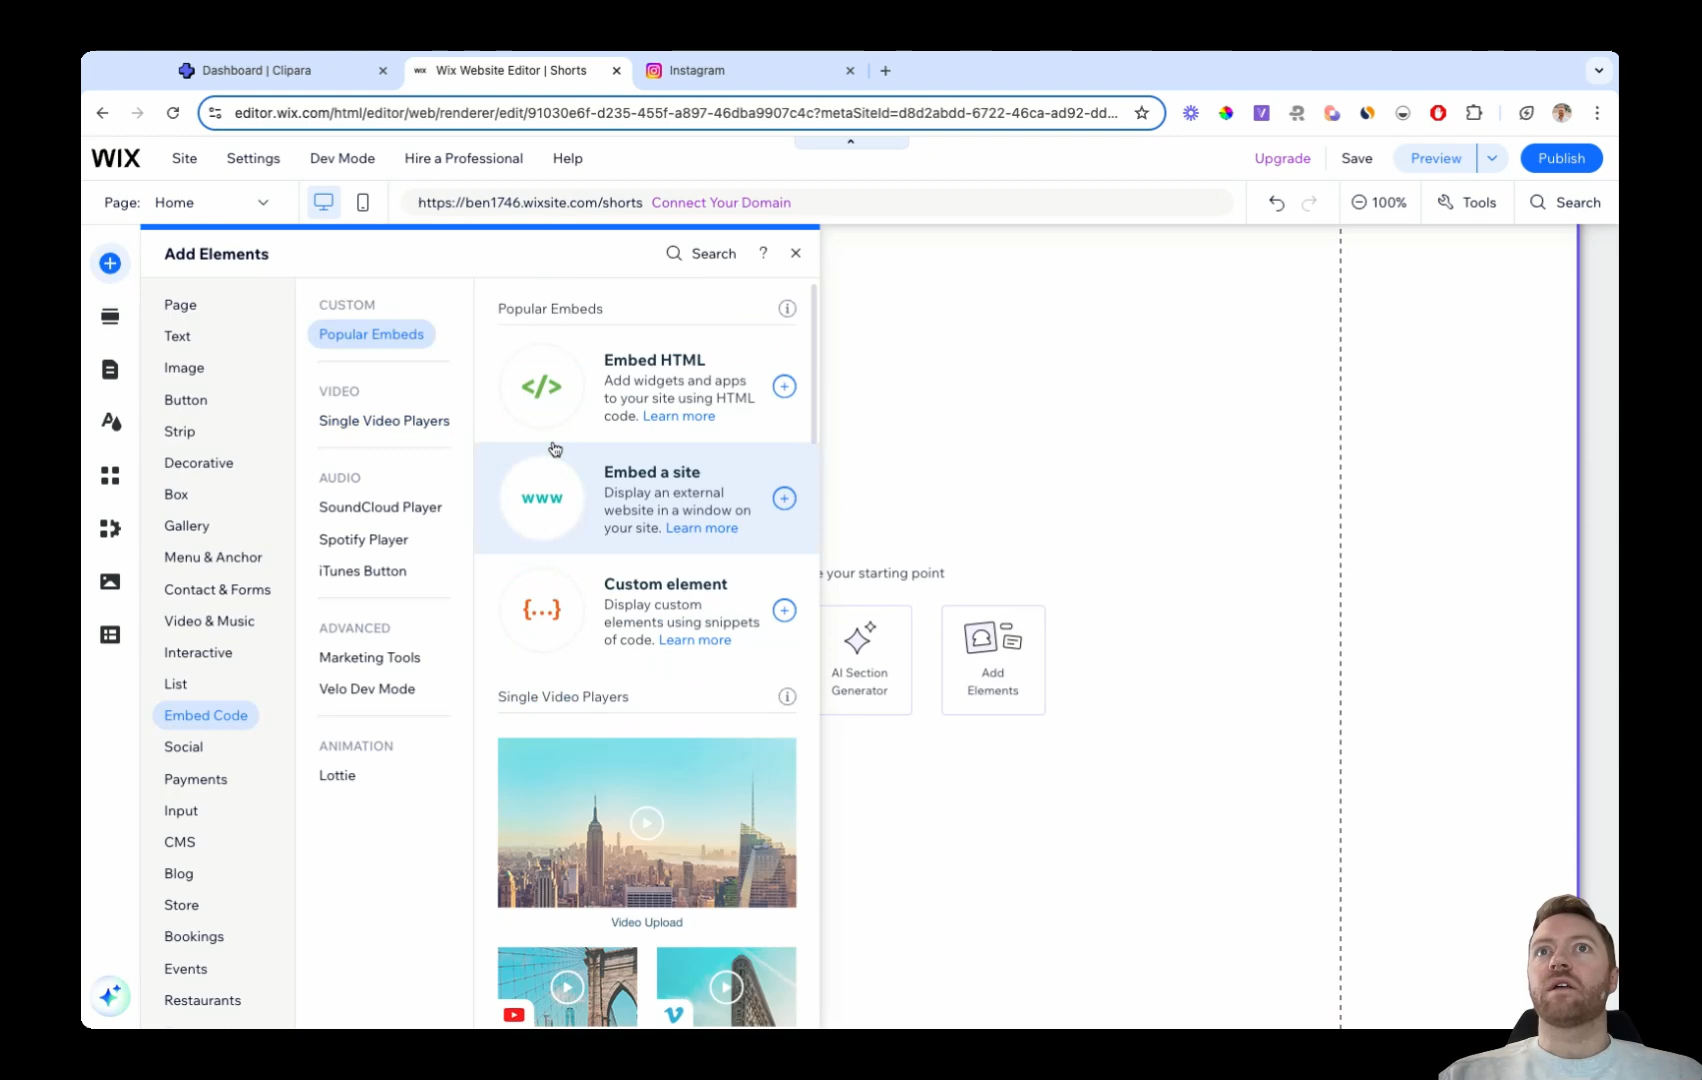 Dashboard | Clipara
WIX Wix Website Editor | Shorts
Instagram
editor.wix.com/html/editor/web/renderer/edit/91030e6f-d235-455f-a897-46dba9907c4c?metaSiteId=d8d2abdd-6722-46ca-ad92-dd...
WIX Site Settings Dev Mode Hire a Professional Help Upgrade Save Preview Publish
Page: Home https://ben1746.wixsite.com/shorts Connect Your Domain 100% Tools Search
Add Elements Search ?
Page
Text
Image
Button
Strip
Decorative
Box
Gallery
Menu & Anchor
Contact & Forms
Video & Music
Interactive
List
Embed Code
Social
Payments
Input
CMS
Blog
Store
Bookings
Events
Restaurants
CUSTOM
Popular Embeds
VIDEO
Single Video Players
AUDIO
SoundCloud Player
Spotify Player
iTunes Button
ADVANCED
Marketing Tools
Velo Dev Mode
ANIMATION
Lottie
Popular Embeds
</>
Embed HTML
Add widgets and apps
to your site using HTML
code. Learn more
www
Embed a site
Display an external
website in a window on
your site. Learn more
{...}
Custom element
Display custom
elements using snippets
of code. Learn more
Single Video Players
Video Upload
e your starting point
AI Section
Generator
Add
Elements